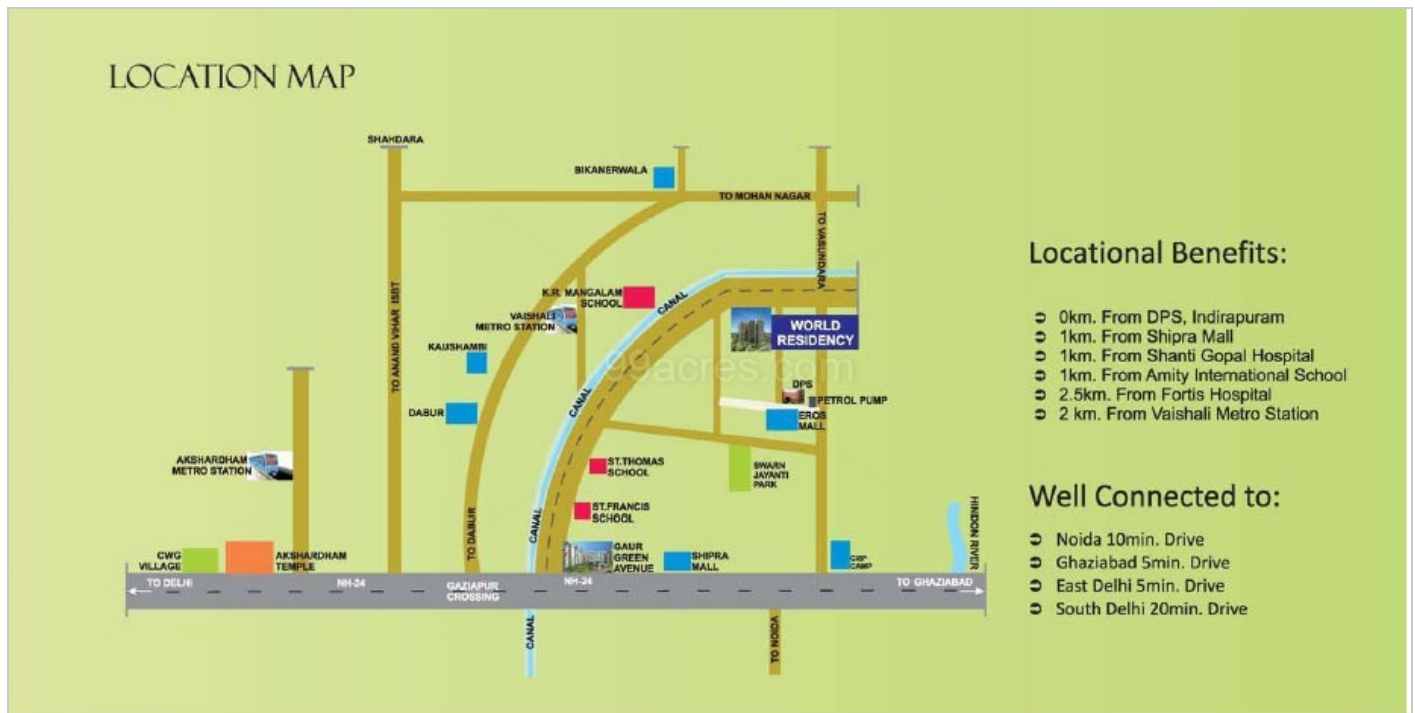 LOCATION MAP
SHAHDARA
BIKANERWALA
TO MOHAN NAGAR
TO VASUNDARA
TO ANAND VIHAR ISBT
K.R. MANGALAM
SCHOOL
CANAL
VAISHALI
METRO STATION
WORLD
RESIDENCY
KAUSHAMBI
99acres.com
DPS
PETROL PUMP
CANAL
DABUR
EROS
MALL
AKSHARDHAM
METRO STATION
ST.THOMAS
SCHOOL
SWARN
JAYANTI
PARK
ST.FRANCIS
SCHOOL
TO DABUR
CANAL
HINDON RIVER
CWG
VILLAGE
AKSHARDHAM
TEMPLE
GAUR
GREEN
AVENUE
SHIPRA
MALL
CAMP
TO DELHI
NH-24
GAZIAPUR
CROSSING
NH-24
TO GHAZIABAD
CANAL
TO NOIDA
Locational Benefits:
0km. From DPS, Indirapuram
1km. From Shipra Mall
1km. From Shanti Gopal Hospital
1km. From Amity International School
2.5km. From Fortis Hospital
2 km. From Vaishali Metro Station
Well Connected to:
Noida 10min. Drive
Ghaziabad 5min. Drive
East Delhi 5min. Drive
South Delhi 20min. Drive